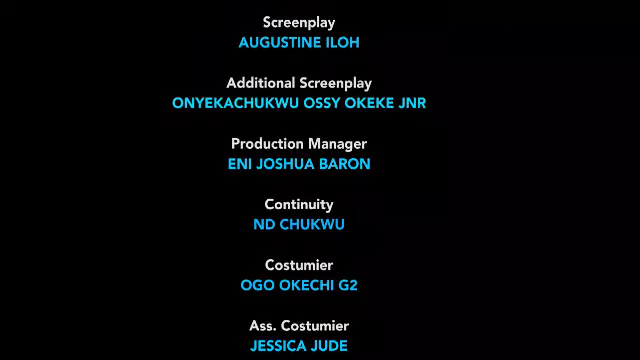 Screenplay
AUGUSTINE ILOH
Additional Screenplay
ONYEKACHUKWU OSSY OKEKE JNR
Production Manager
ENI JOSHUA BARON
Continuity
ND CHUKWU
Costumier
OGO OKECHI G2
Ass. Costumier
JESSICA JUDE